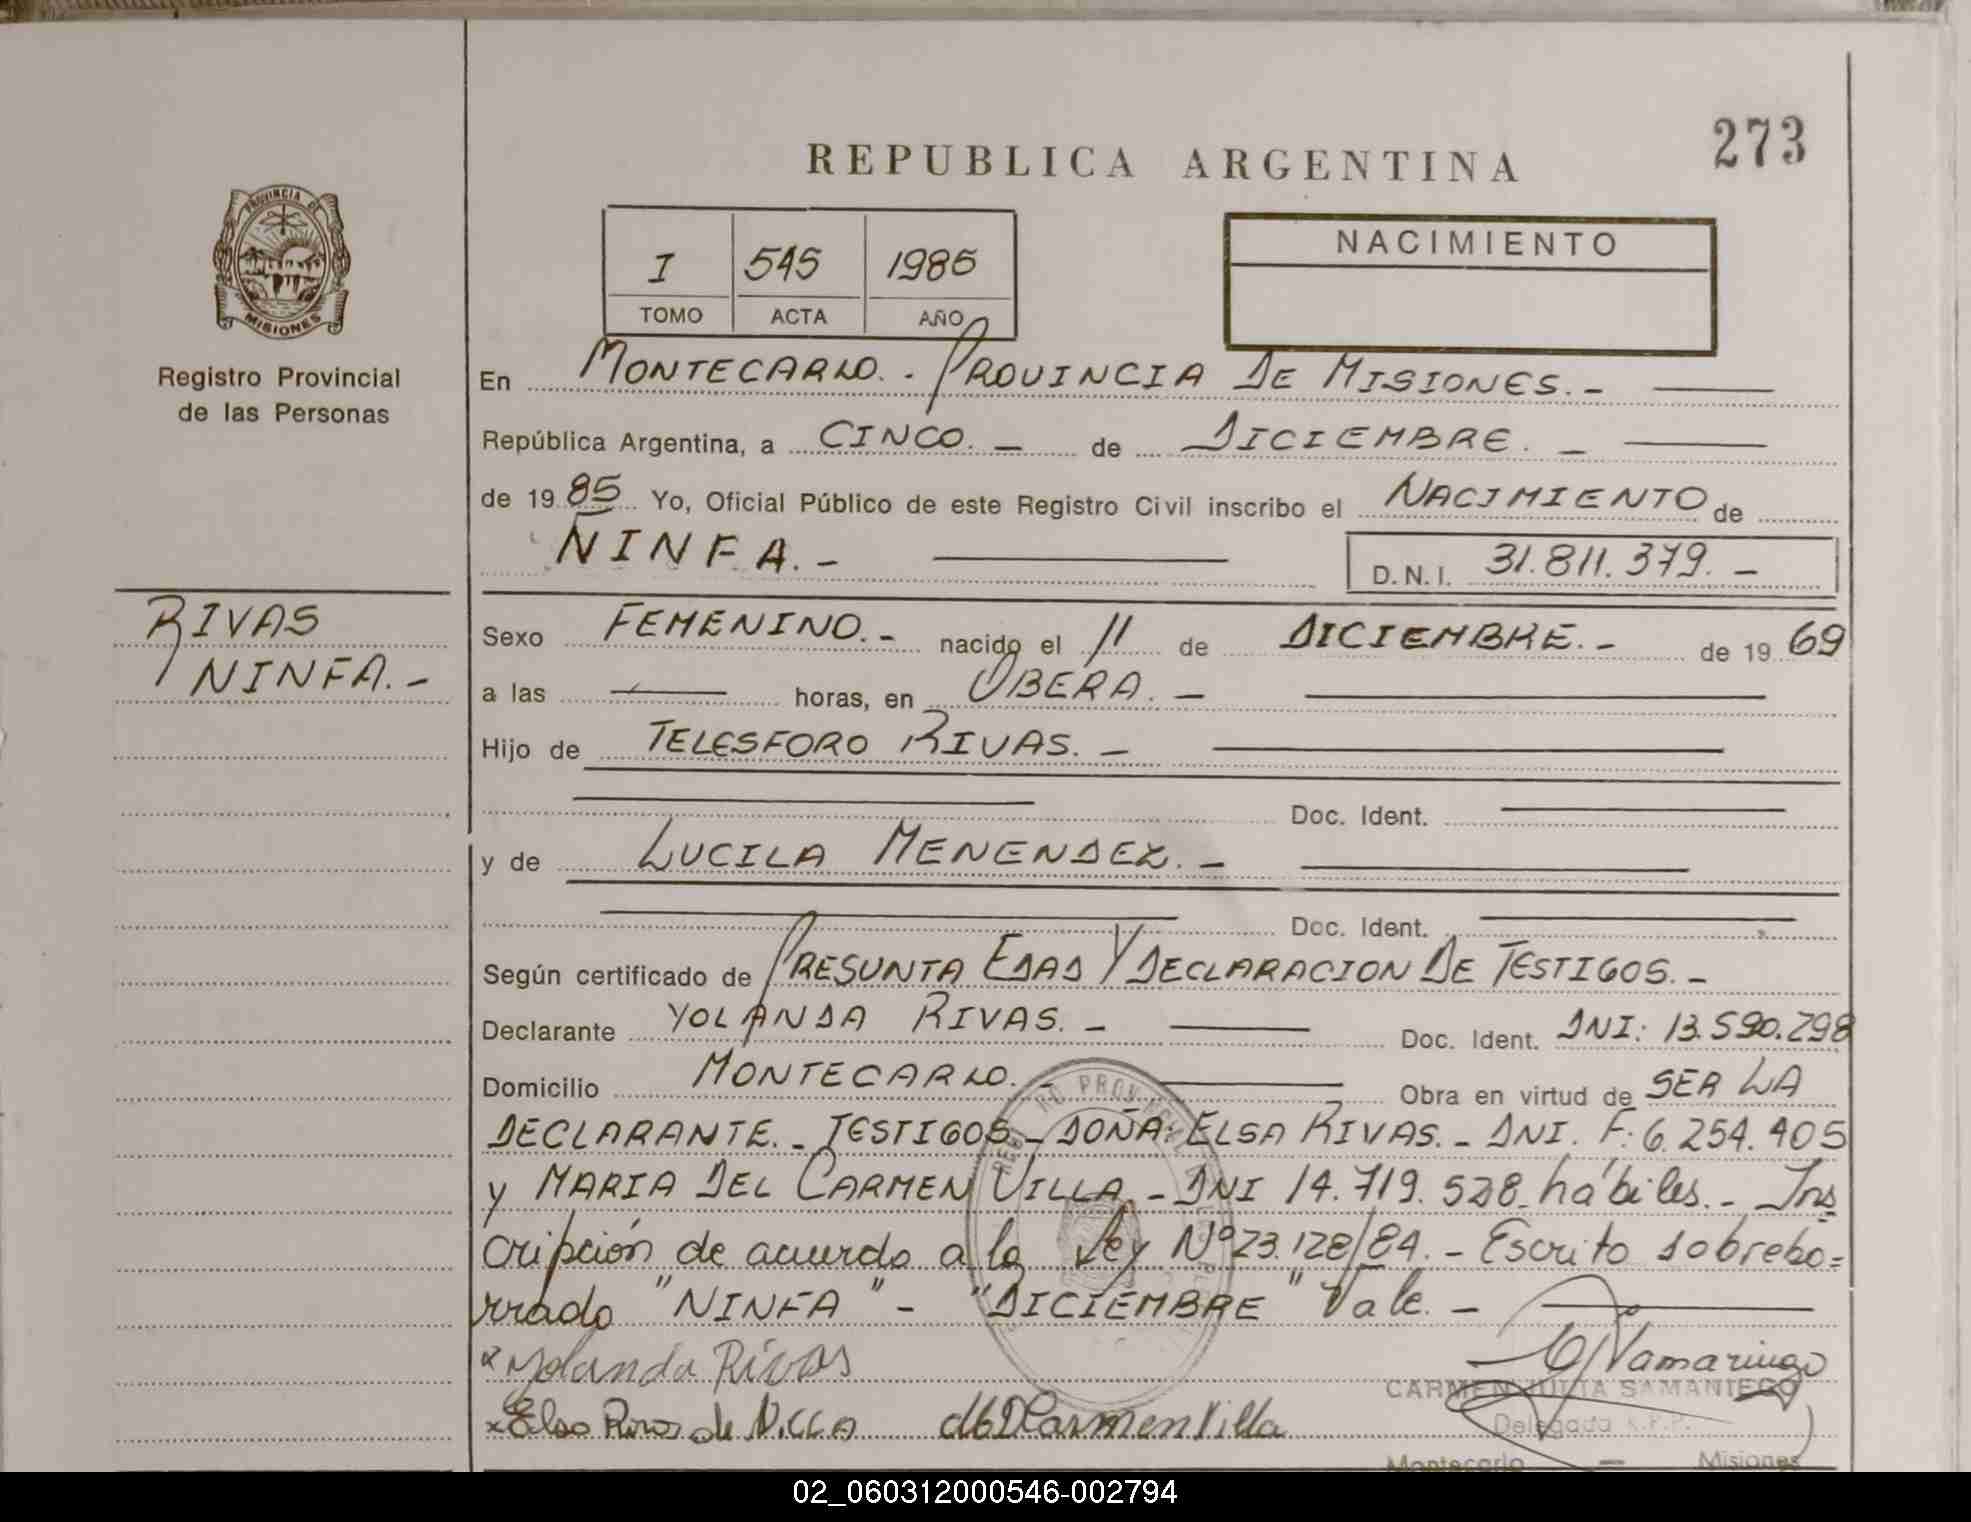 273
REPUBLICA ARGENTINA
PROVINCIA DE
MISIONES
Registro Provincial
de las Personas
I 545 1985
TOMO ACTA AÑO
NACIMIENTO
En MONTECARLO. - PROVINCIA DE MISIONES. -
República Argentina, a CINCO. - de DICIEMBRE. -
de 1985 Yo, Oficial Público de este Registro Civil inscribo el NACIMIENTO de
NINFA. -
D.N.I. 31.811.379. -
RIVAS
NINFA. -
Sexo FEMENINO. - nacido el 11 de DICIEMBRE. - de 1969
a las — horas, en OBERA. -
Hijo de TELESFORO RIVAS. -
Doc. Ident.
y de LUCILA MENENDEZ. -
Doc. Ident.
Según certificado de PRESUNTA EDAD Y DECLARACION DE TESTIGOS. -
Declarante YOLANDA RIVAS. - Doc. Ident. DNI: 13.590.298
Domicilio MONTECARLO. - Obra en virtud de SER LA
DECLARANTE. - TESTIGOS - DOÑA: ELSA RIVAS. - DNI. F: 6.254.405
y MARIA DEL CARMEN VILLA. - DNI 14.719.528 hábiles. - Ins
cripción de acuerdo a la Ley Nº 23.128/84. - Escrito sobrebo=
rrado "NINFA" - "DICIEMBRE" Vale. -
x Yolanda Rivas
CARMEN JULIA SAMANIEGO
x Elsa Rivas de VILLA MDCarmenVilla
Delegada R.P.P.
Montecarlo — Misiones
02_060312000546-002794